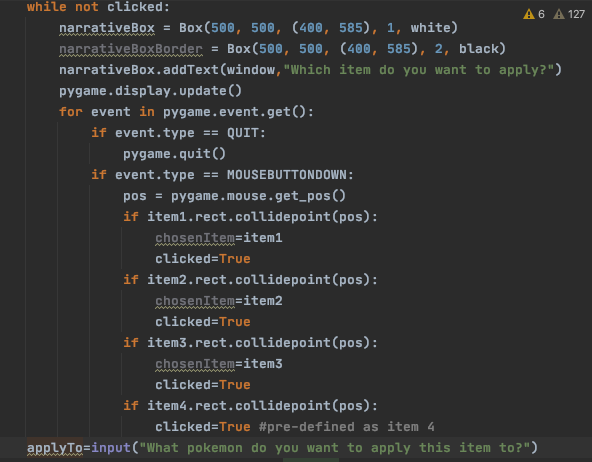 while not clicked:
6 127
narrativeBox = Box(500, 500, (400, 585), 1, white)
narrativeBoxBorder = Box(500, 500, (400, 585), 2, black)
narrativeBox.addText(window,"Which item do you want to apply?")
pygame.display.update()
for event in pygame.event.get():
if event.type == QUIT:
pygame.quit()
if event.type == MOUSEBUTTONDOWN:
pos = pygame.mouse.get_pos()
if item1.rect.collidepoint(pos):
chosenItem=item1
clicked=True
if item2.rect.collidepoint(pos):
chosenItem=item2
clicked=True
if item3.rect.collidepoint(pos):
chosenItem=item3
clicked=True
if item4.rect.collidepoint(pos):
clicked=True #pre-defined as item 4
applyTo=input("What pokemon do you want to apply this item to?")